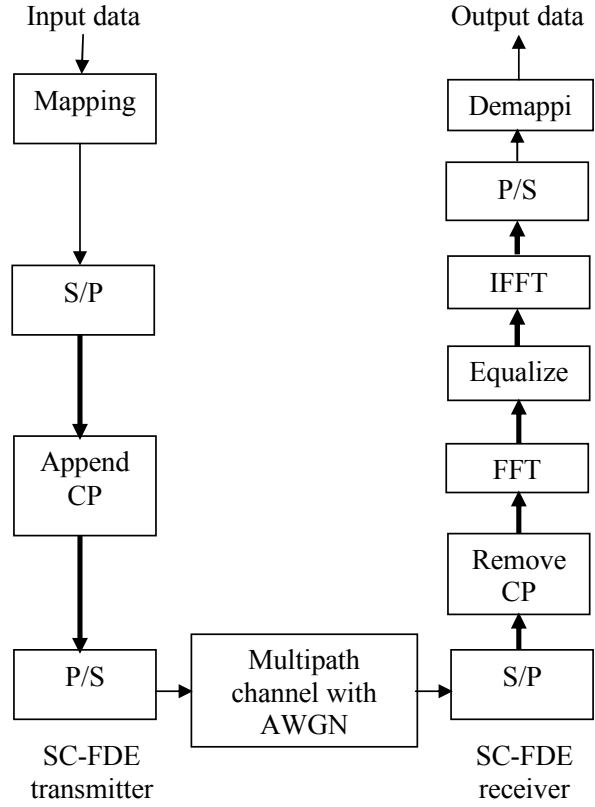 Input data
Mapping
S/P
Append
CP
P/S
SC-FDE
transmitter
Multipath
channel with
AWGN
Output data
Demappi
P/S
IFFT
Equalize
FFT
Remove
CP
S/P
SC-FDE
receiver